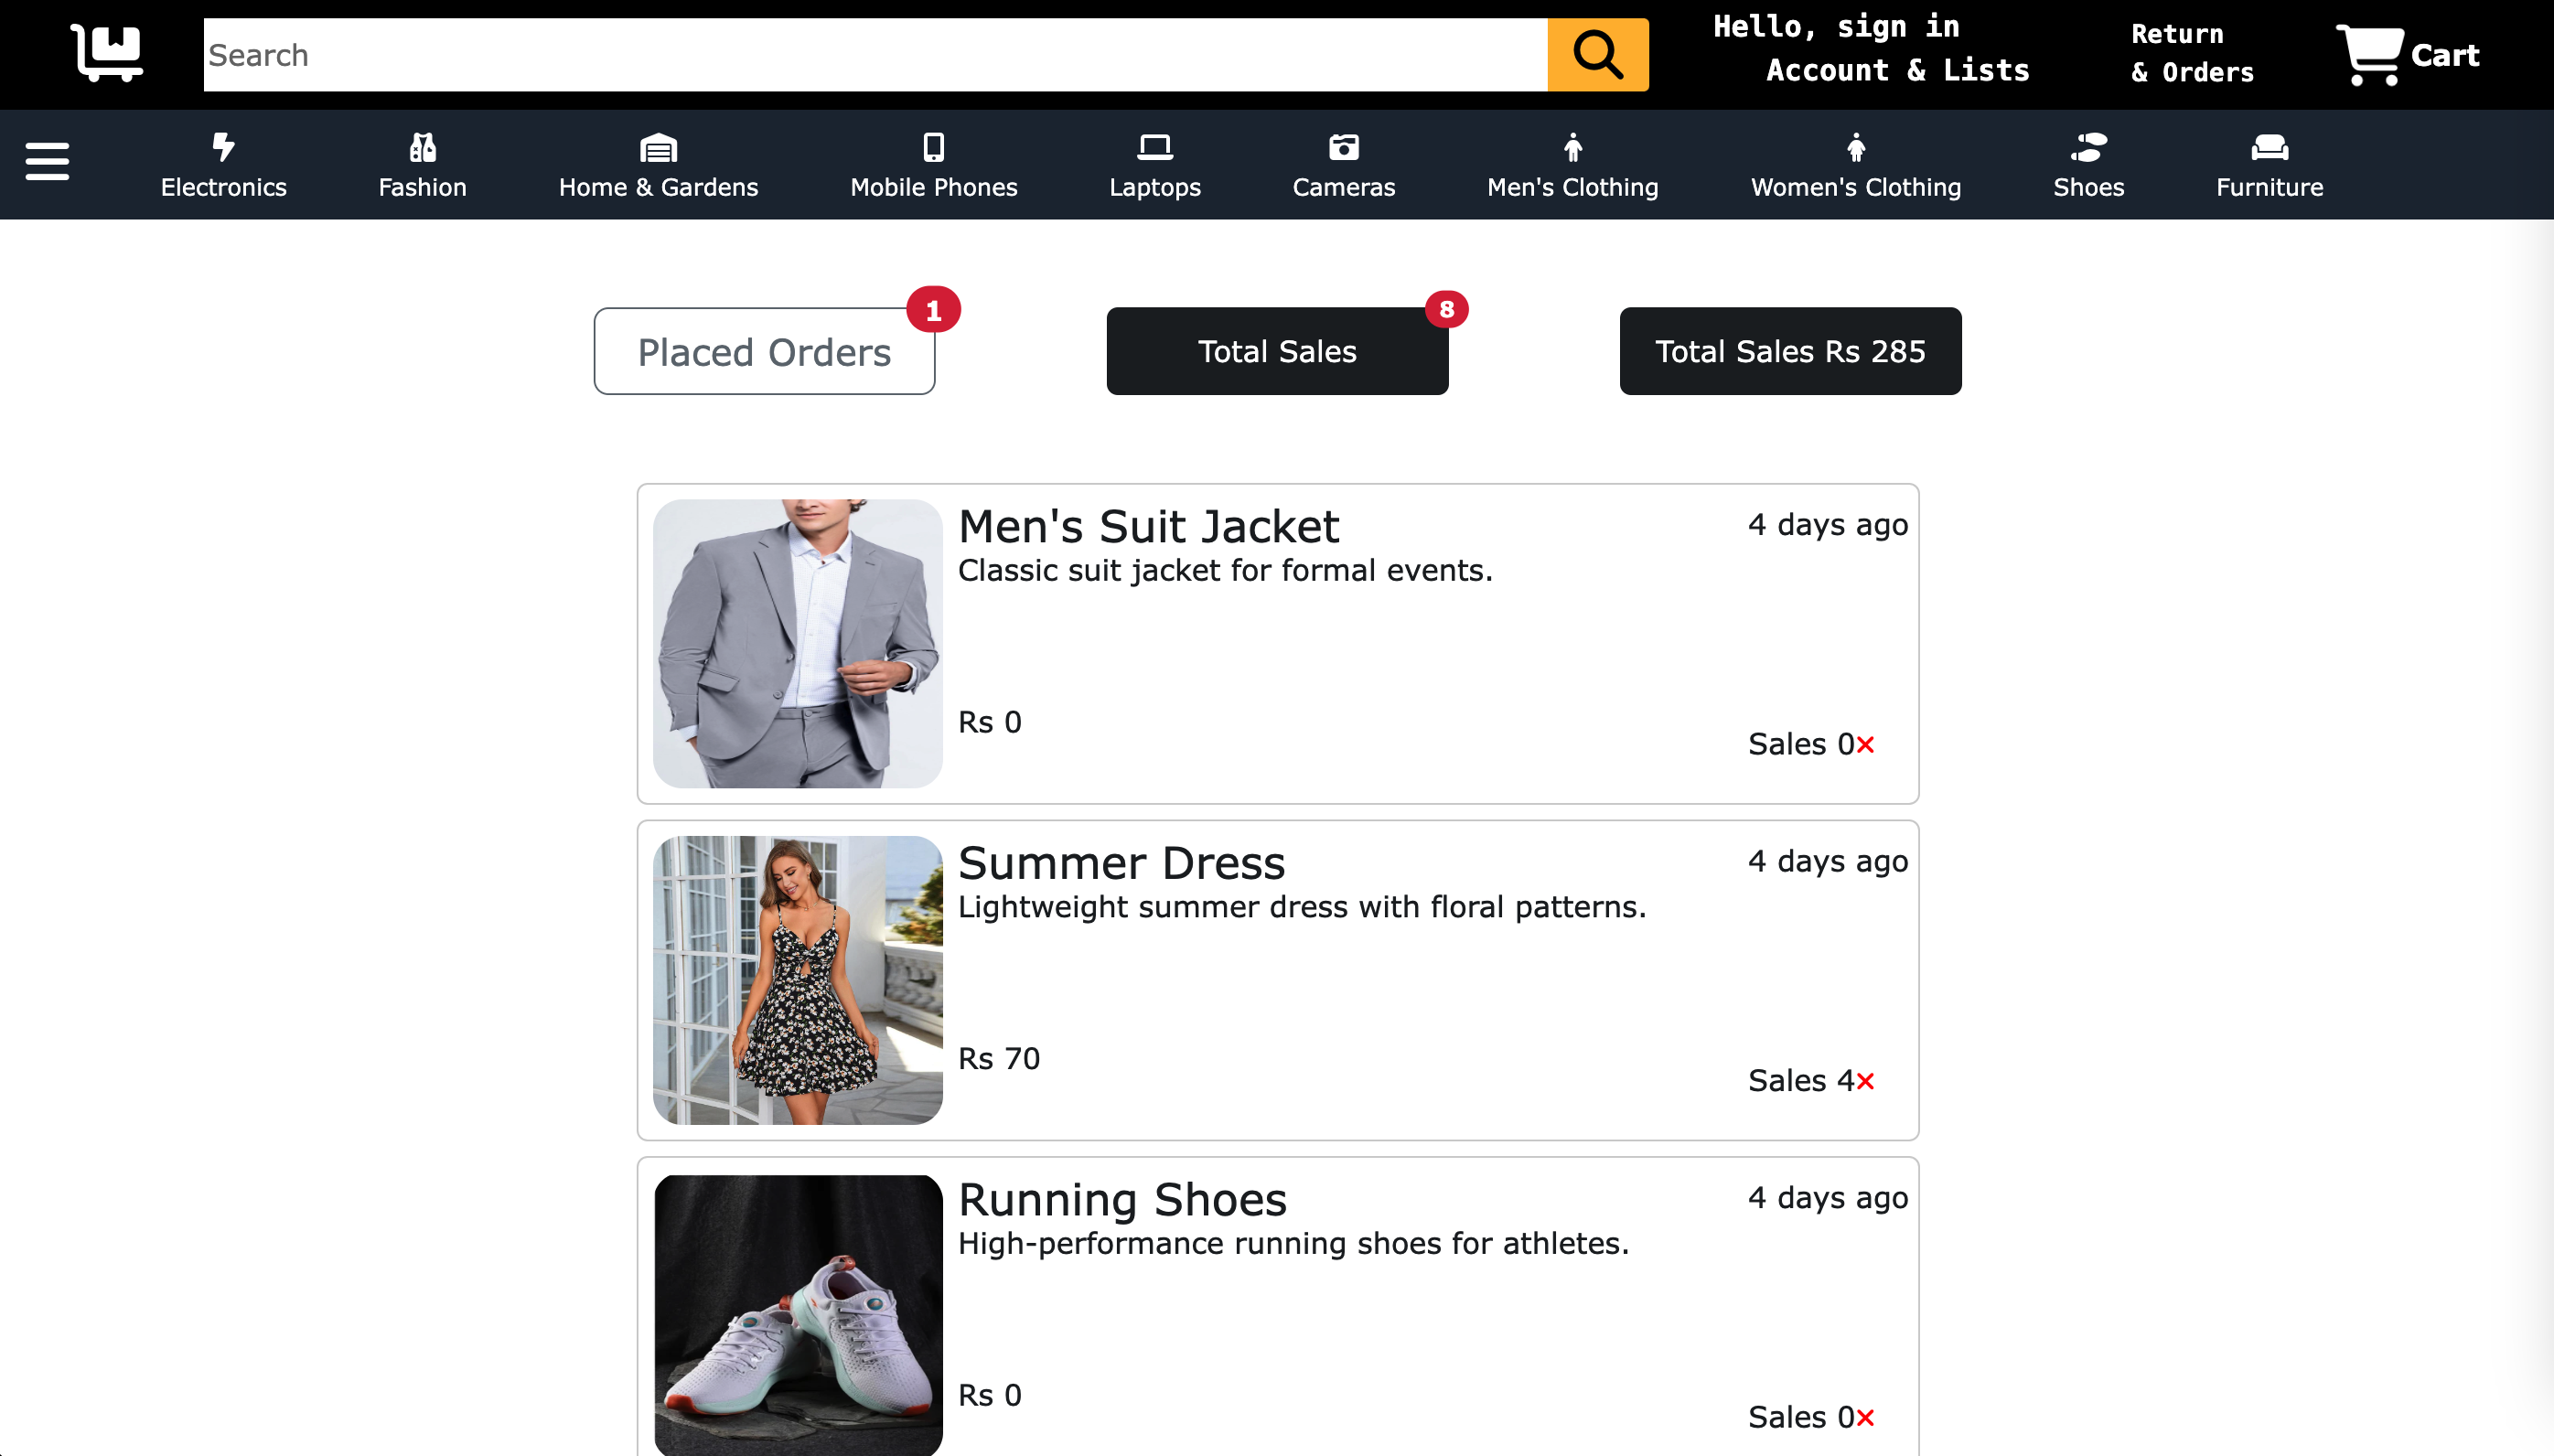 Search
Hello, sign in
Account & Lists
Return
& Orders
Cart
Electronics
Fashion
Home & Gardens
Mobile Phones
Laptops
Cameras
Men's Clothing
Women's Clothing
Shoes
Furniture
Placed Orders
1
Total Sales
8
Total Sales Rs 285
Men's Suit Jacket
4 days ago
Classic suit jacket for formal events.
Rs 0
Sales 0×
Summer Dress
4 days ago
Lightweight summer dress with floral patterns.
Rs 70
Sales 4×
Running Shoes
4 days ago
High-performance running shoes for athletes.
Rs 0
Sales 0×